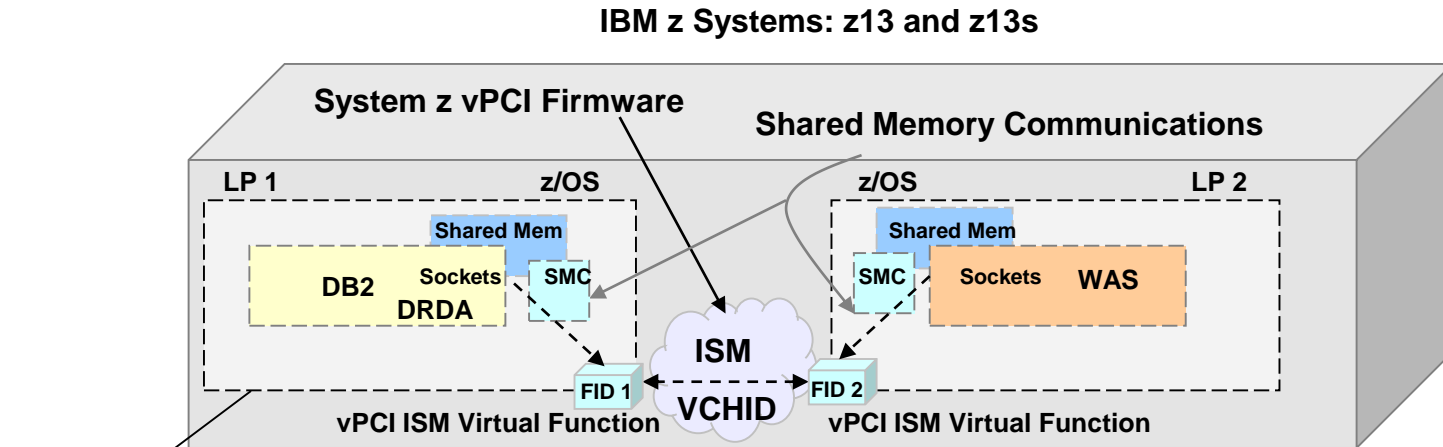 IBM z Systems: z13 and z13s
System z vPCI Firmware
Shared Memory Communications
LP 1
z/OS
z/OS
LP 2
Shared Mem
Shared Mem
DB2
Sockets
DRDA
SMC
SMC
Sockets
WAS
ISM
FID 1
FID 2
VCHID
vPCI ISM Virtual Function
vPCI ISM Virtual Function